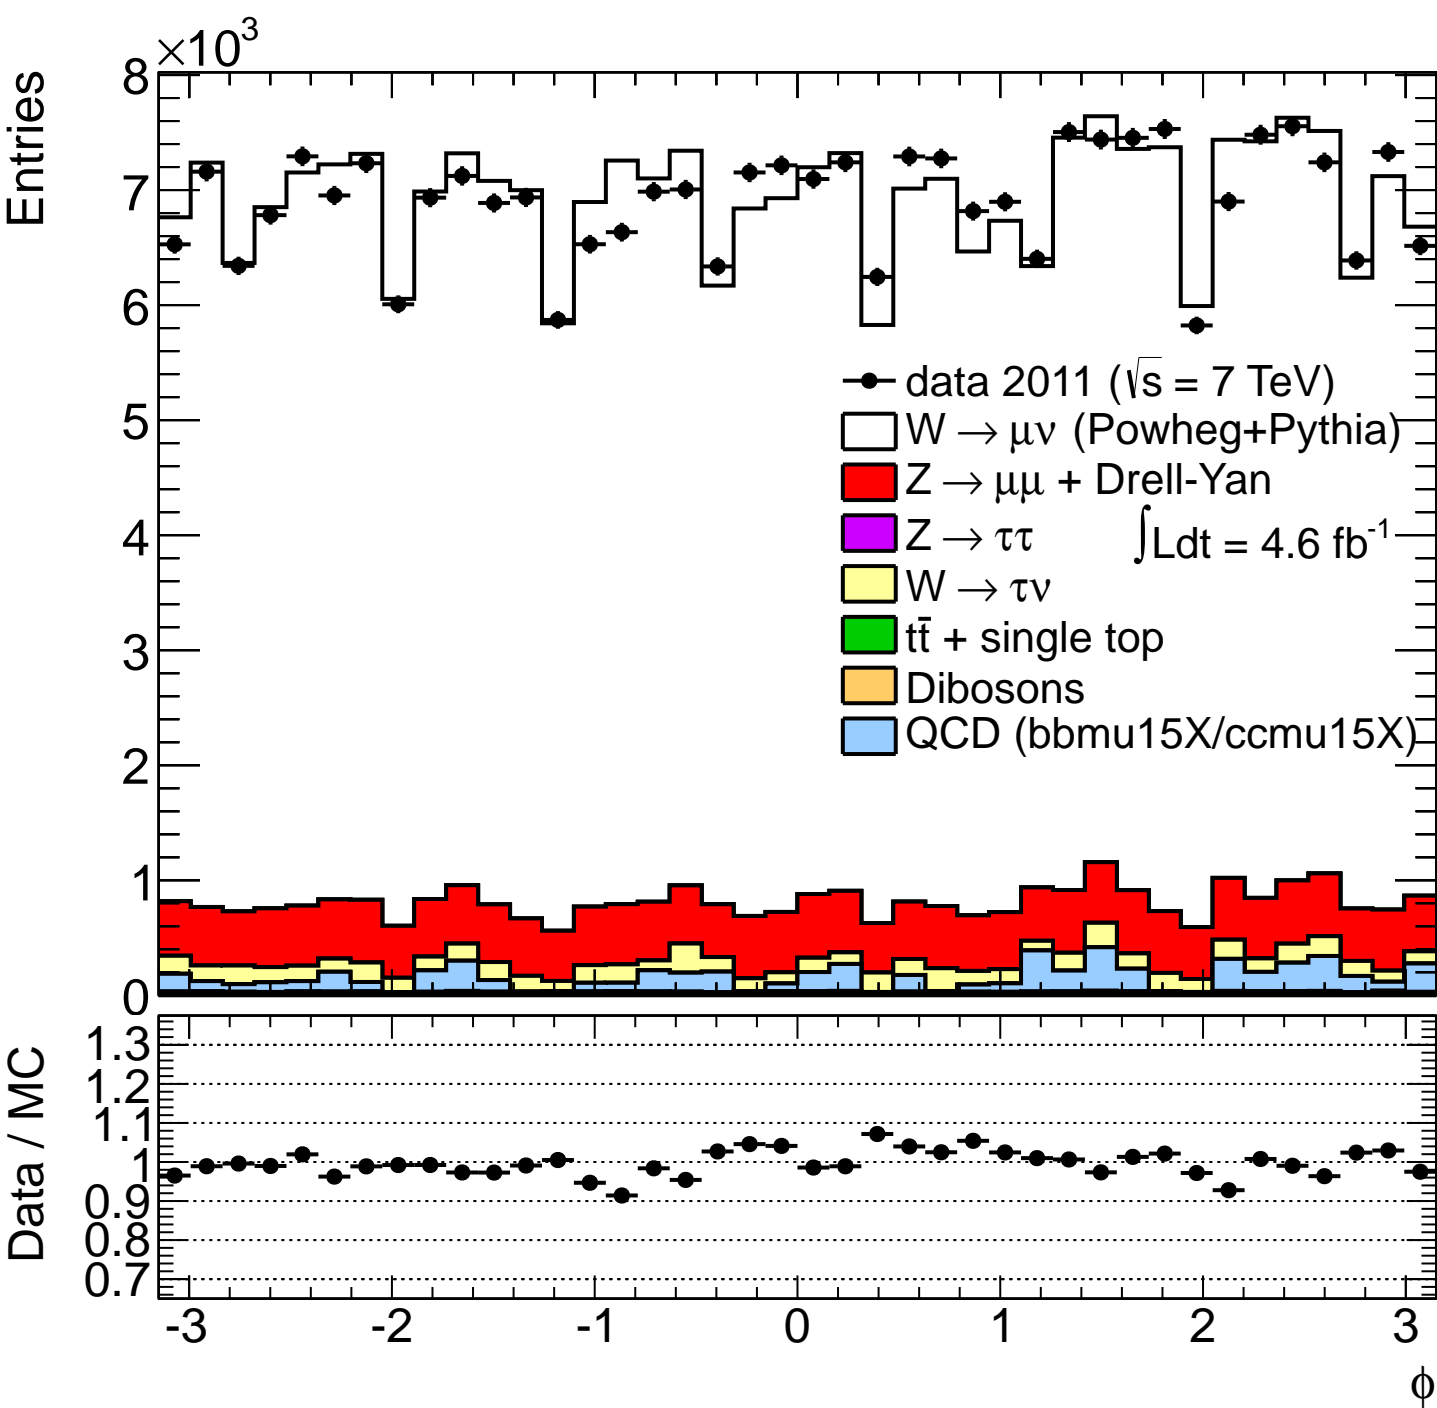 ×10³
Entries
8
7
6
5
4
3
2
1
0
data 2011 (√s = 7 TeV)
W → μν (Powheg+Pythia)
Z → μμ + Drell-Yan
Z → ττ
∫Ldt = 4.6 fb⁻¹
W → τν
tt̄ + single top
Dibosons
QCD (bbmu15X/ccmu15X)
Data / MC
1.3
1.2
1.1
1
0.9
0.8
0.7
-3 -2 -1 0 1 2 3
ϕ